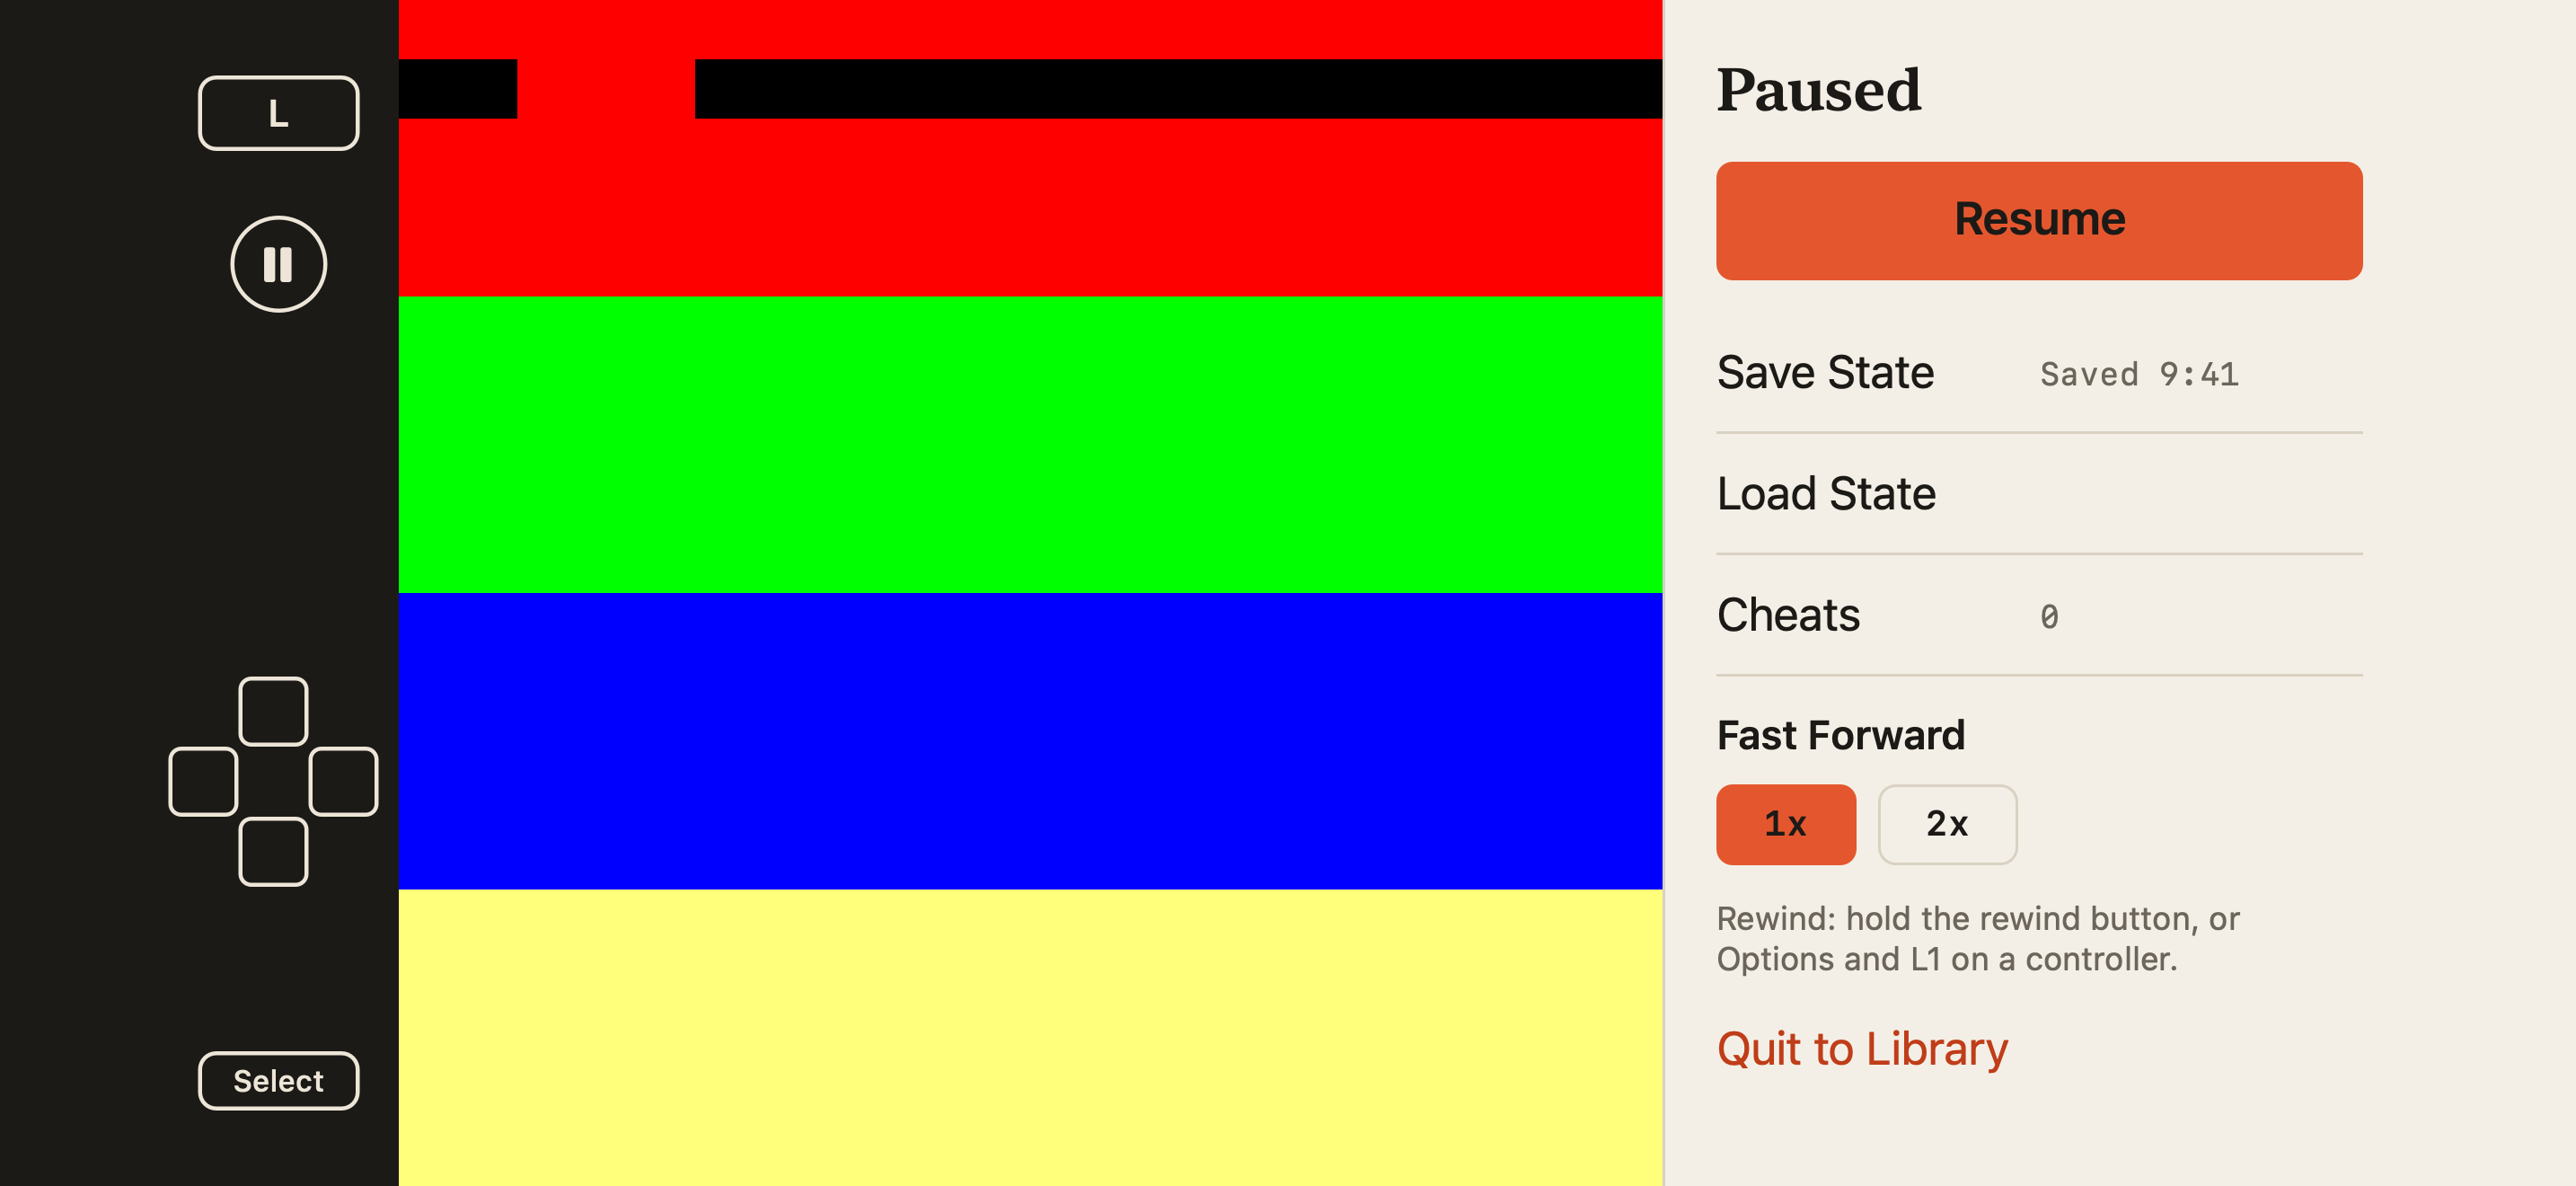 L
Select
Paused
Resume
Save State Saved 9:41
Load State
Cheats 0
Fast Forward
1x 2x
Rewind: hold the rewind button, or
Options and L1 on a controller.
Quit to Library